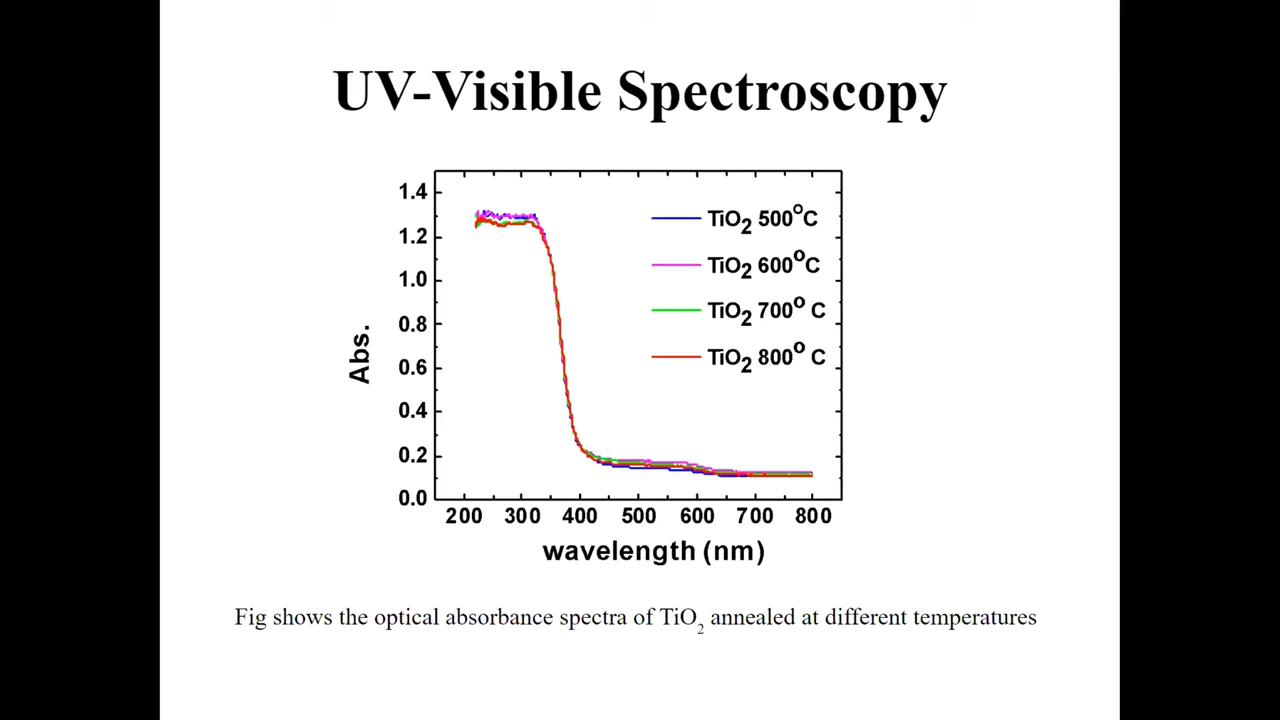 UV-Visible Spectroscopy
1.4
1.2
1.0
0.8
0.6
0.4
0.2
0.0
Abs.
TiO₂ 500°C
TiO₂ 600°C
TiO₂ 700° C
TiO₂ 800° C
200 300 400 500 600 700 800
wavelength (nm)
Fig shows the optical absorbance spectra of TiO₂ annealed at different temperatures